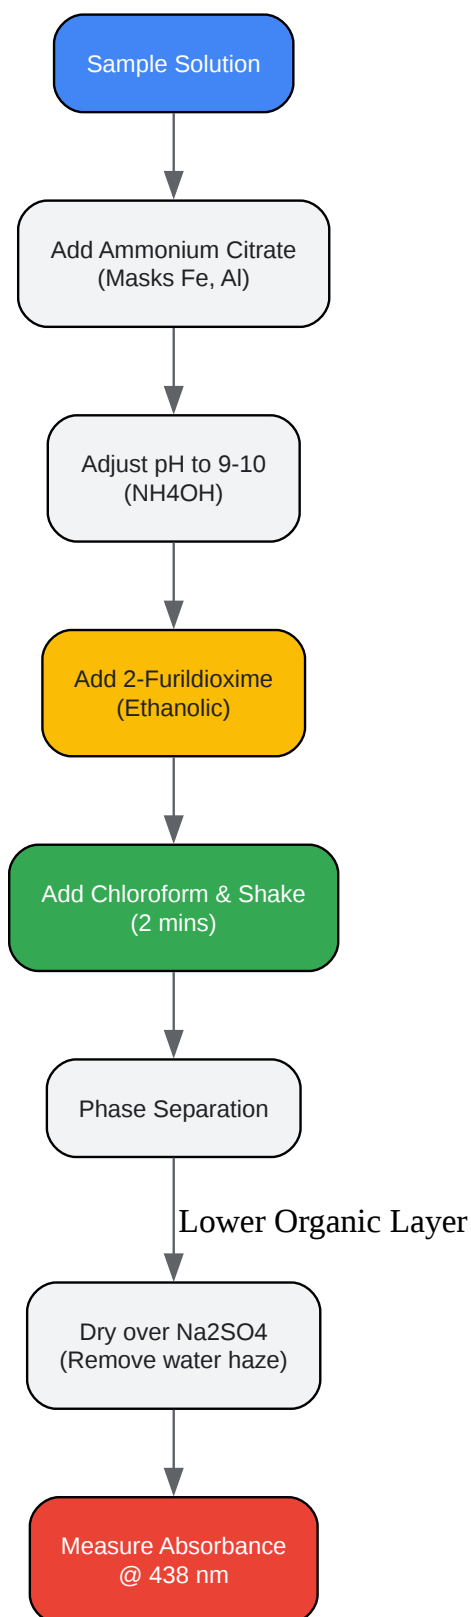 Sample Solution
Add Ammonium Citrate
(Masks Fe, Al)
Adjust pH to 9-10
(NH4OH)
Add 2-Furildioxime
(Ethanolic)
Add Chloroform & Shake
(2 mins)
Phase Separation
Lower Organic Layer
Dry over Na2SO4
(Remove water haze)
Measure Absorbance
@ 438 nm